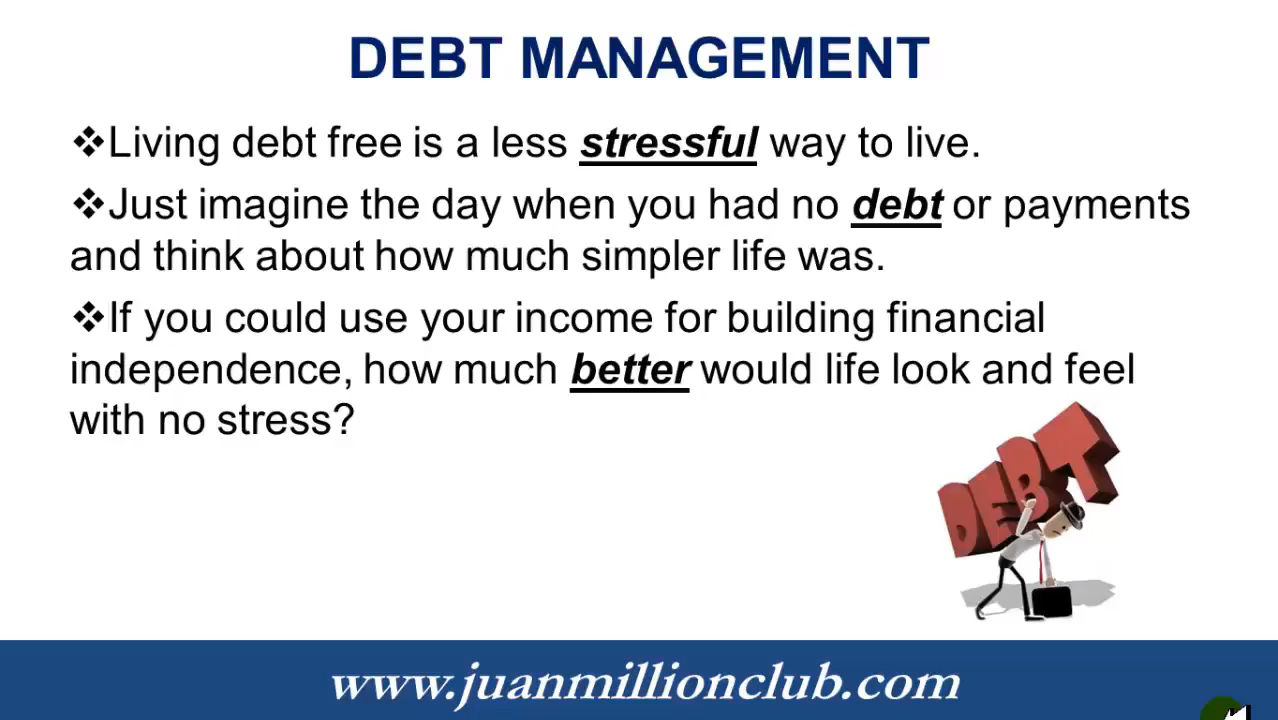 DEBT MANAGEMENT
❖Living debt free is a less stressful way to live.
❖Just imagine the day when you had no debt or payments
and think about how much simpler life was.
❖If you could use your income for building financial
independence, how much better would life look and feel
with no stress?
DEBT
www.juanmillionclub.com